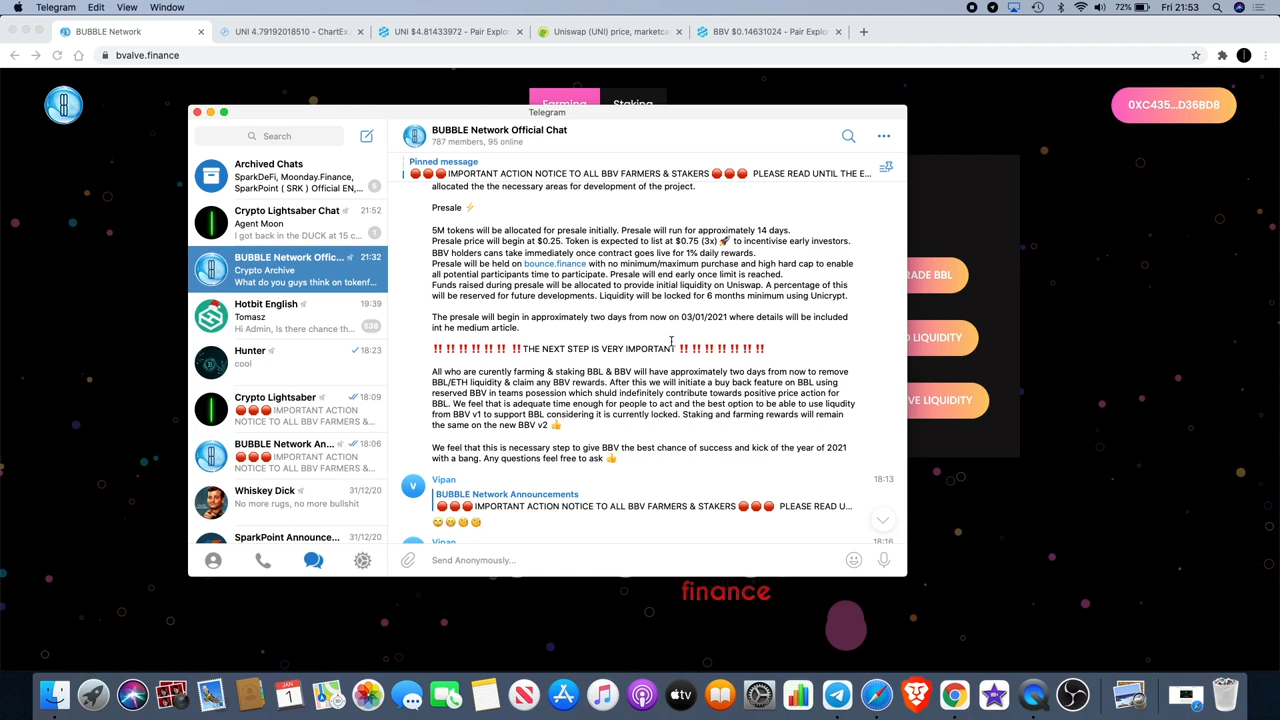 Telegram Edit View Window
72% Fri 21:53
BUBBLE Network
UNI 4.79192018510 - ChartEx.
UNI $4.81433972 - Pair Explor
Uniswap (UNI) price, marketca
BBV $0.14631024 - Pair Explor
bvalve.finance
Farming Staking
0XC435...D36BD8
Telegram
Search
BUBBLE Network Official Chat
787 members, 95 online
Pinned message
🛑🛑🛑IMPORTANT ACTION NOTICE TO ALL BBV FARMERS & STAKERS 🛑🛑🛑 PLEASE READ UNTIL THE E...
Archived Chats
SparkDeFi, Moonday.Finance,
SparkPoint ( SRK ) Official EN,...
5
Crypto Lightsaber Chat 21:52
Agent Moon
I got back in the DUCK at 15 c...
1
BUBBLE Network Offic... 21:32
Crypto Archive
What do you guys think on tokenf...
Hotbit English 19:39
Tomasz
Hi Admin, Is there chance th...
538
Hunter 18:23
cool
Crypto Lightsaber 18:09
🛑🛑🛑IMPORTANT ACTION
NOTICE TO ALL BBV FARMERS &...
BUBBLE Network An... 18:06
🛑🛑🛑IMPORTANT ACTION
NOTICE TO ALL BBV FARMERS &...
Whiskey Dick 31/12/20
No more rugs, no more bullshit
SparkPoint Announce... 31/12/20
allocated the the necessary areas for development of the project.
Presale ⚡
5M tokens will be allocated for presale initially. Presale will run for approximately 14 days.
Presale price will begin at $0.25. Token is expected to list at $0.75 (3x) 🚀 to incentivise early investors.
BBV holders cans take immediately once contract goes live for 1% daily rewards.
Presale will be held on bounce.finance with no minimum/maximum purchase and high hard cap to enable
all potential participants time to participate. Presale will end early once limit is reached.
Funds raised during presale will be allocated to provide initial liquidity on Uniswap. A percentage of this
will be reserved for future developments. Liquidity will be locked for 6 months minimum using Unicrypt.
The presale will begin in approximately two days from now on 03/01/2021 where details will be included
int he medium article.
‼️‼️‼️‼️‼️‼️ ‼️THE NEXT STEP IS VERY IMPORTANT ‼️‼️‼️‼️‼️‼️‼️
All who are curently farming & staking BBL & BBV will have approximately two days from now to remove
BBL/ETH liquidity & claim any BBV rewards. After this we will initiate a buy back feature on BBL using
reserved BBV in teams posession which shuld indefinitely contribute towards positive price action for
BBL. We feel that is adequate time enough for people to act and the best option to be able to use liqudity
from BBV v1 to support BBL considering it is currently locked. Staking and farming rewards will remain
the same on the new BBV v2 👍
We feel that this is necessary step to give BBV the best chance of success and kick of the year of 2021
with a bang. Any questions feel free to ask 👍
V
Vipan 18:13
BUBBLE Network Announcements
🛑🛑🛑IMPORTANT ACTION NOTICE TO ALL BBV FARMERS & STAKERS 🛑🛑🛑 PLEASE READ U...
Vipan 18:16
Send Anonymously...
RADE BBL
LIQUIDITY
VE LIQUIDITY
finance
JAN
1
tv